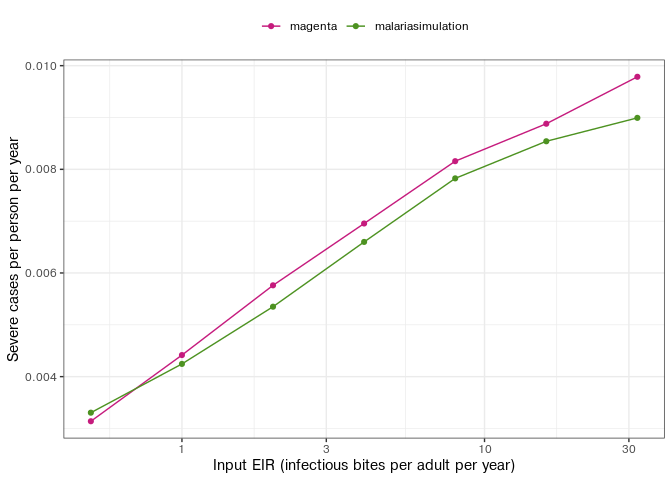 magenta malariasimulation
0.010
0.008
0.006
0.004
Severe cases per person per year
1 3 10 30
Input EIR (infectious bites per adult per year)